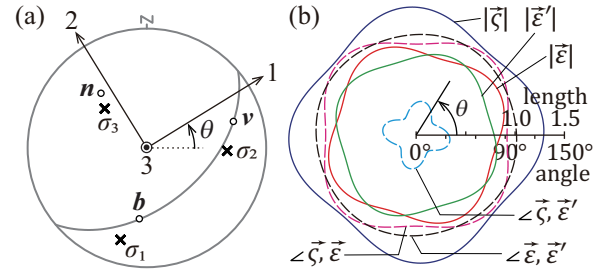 (a)
N
2
1
n
σ₃
θ
v
3
σ₂
b
σ₁
(b)
|ς⃗|
|ε⃗′|
|ε⃗|
θ
length
1.0 1.5
0° 90° 150°
angle
∠ς⃗, ε⃗′
∠ς⃗, ε⃗
∠ε⃗, ε⃗′